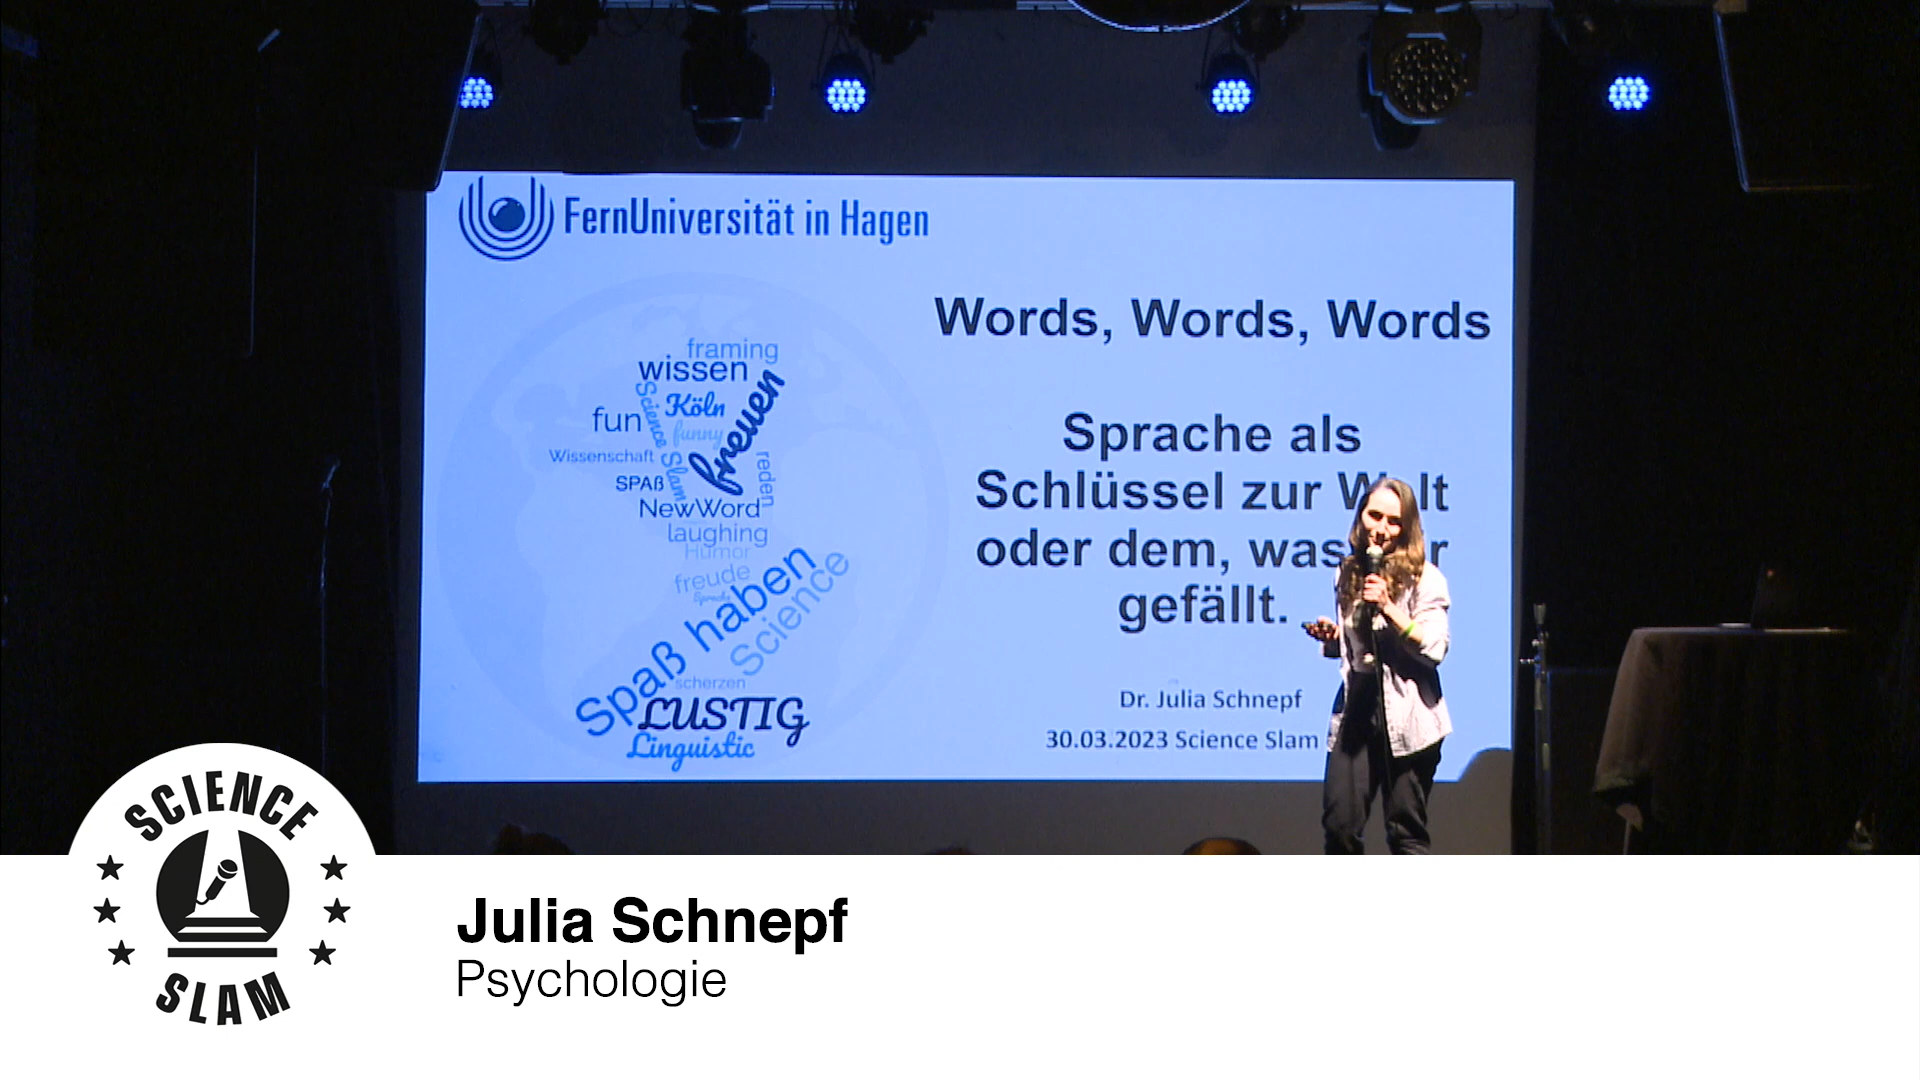 FernUniversität in Hagen
Words, Words, Words
Sprache als
Schlüssel zur W lt
oder dem, was r
gefällt.
Dr. Julia Schnepf
30.03.2023 Science Slam
framing
wissen
Science Slam
Köln
freuen
fun
funny
Wissenschaft
reden
SPAß
NewWord
laughing
Humor
freude
Sprache
Spaß haben
Science
scherzen
LUSTIG
Linguistic
SCIENCE
SLAM
Julia Schnepf
Psychologie